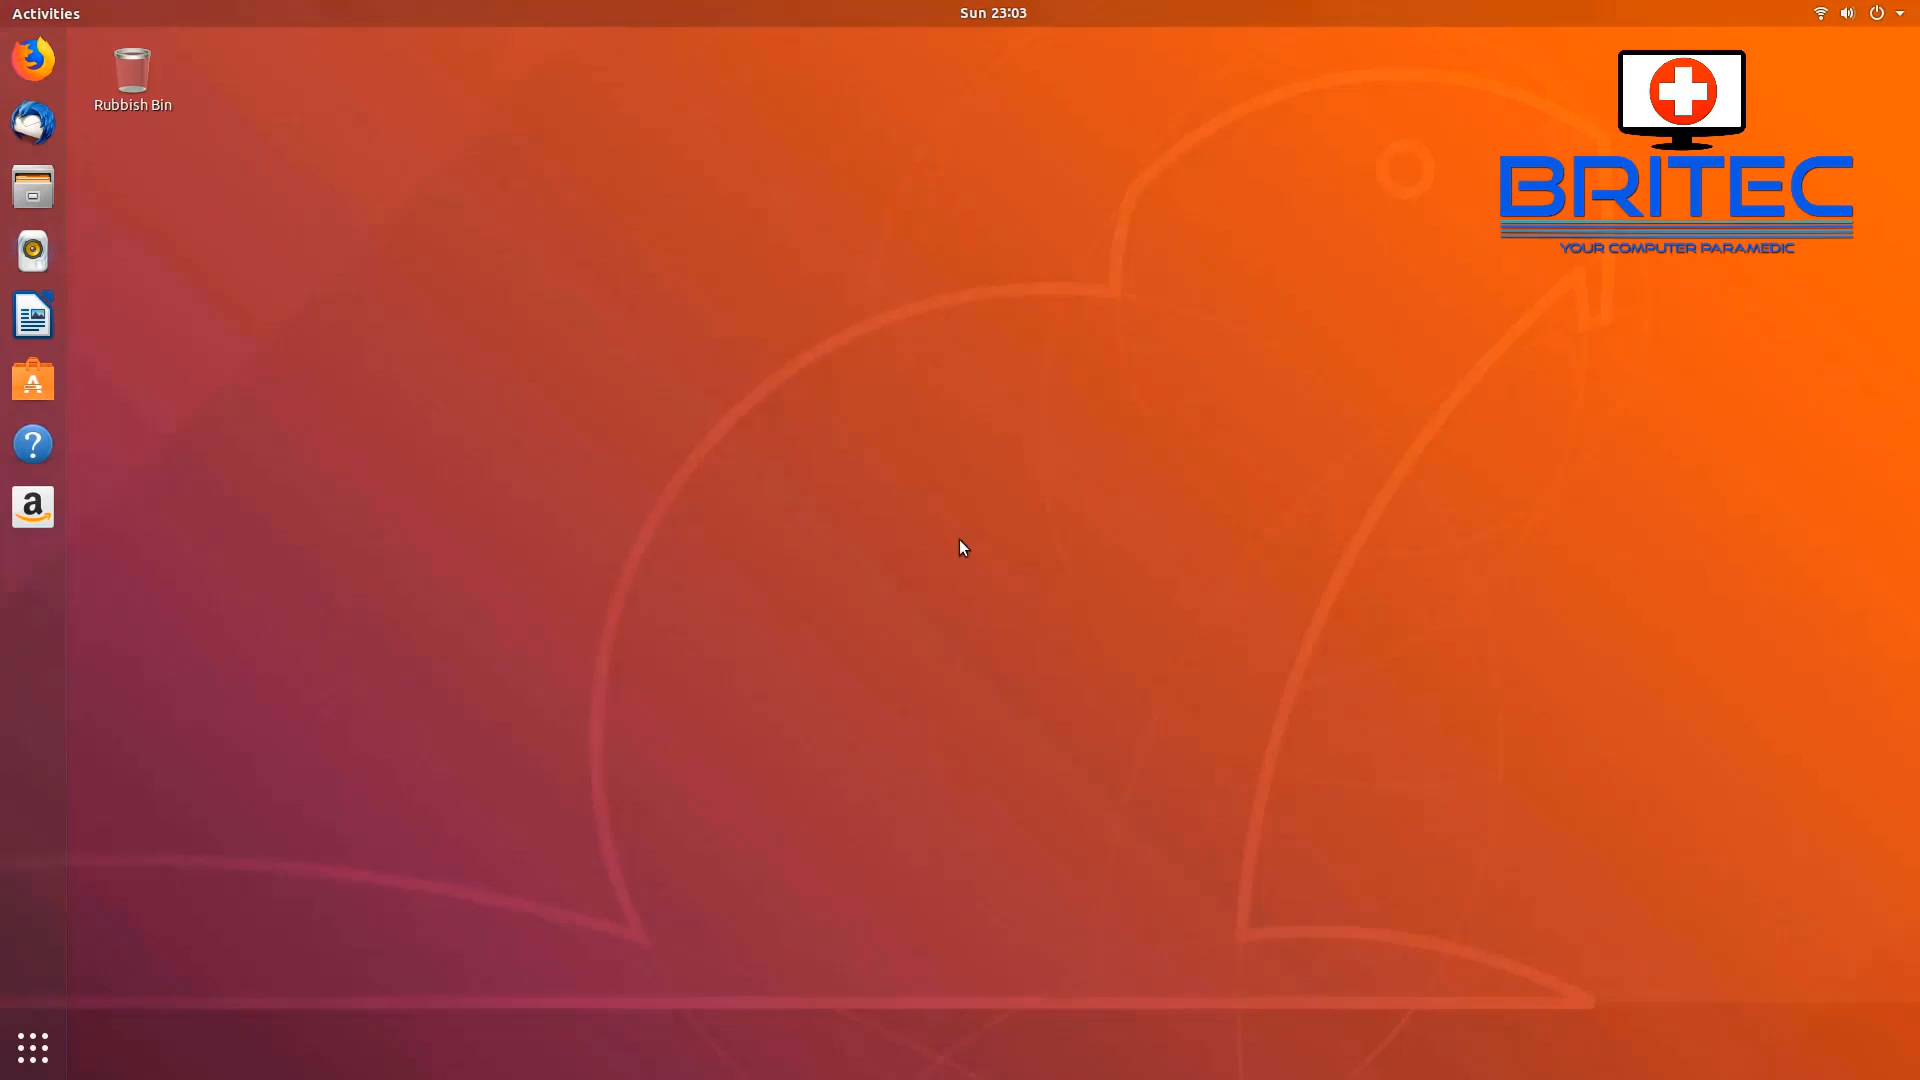 Activities
Sun 23:03
Rubbish Bin
BRITEC
YOUR COMPUTER PARAMEDIC